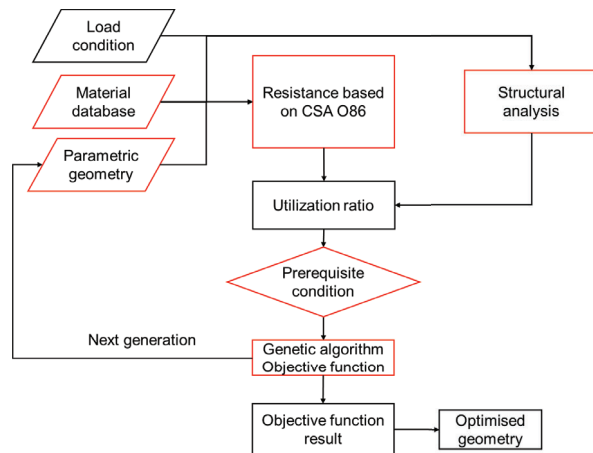 Load
condition
Material
database
Parametric
geometry
Resistance based
on CSA O86
Structural
analysis
Utilization ratio
Prerequisite
condition
Next generation
Genetic algorithm
Objective function
Objective function
result
Optimised
geometry